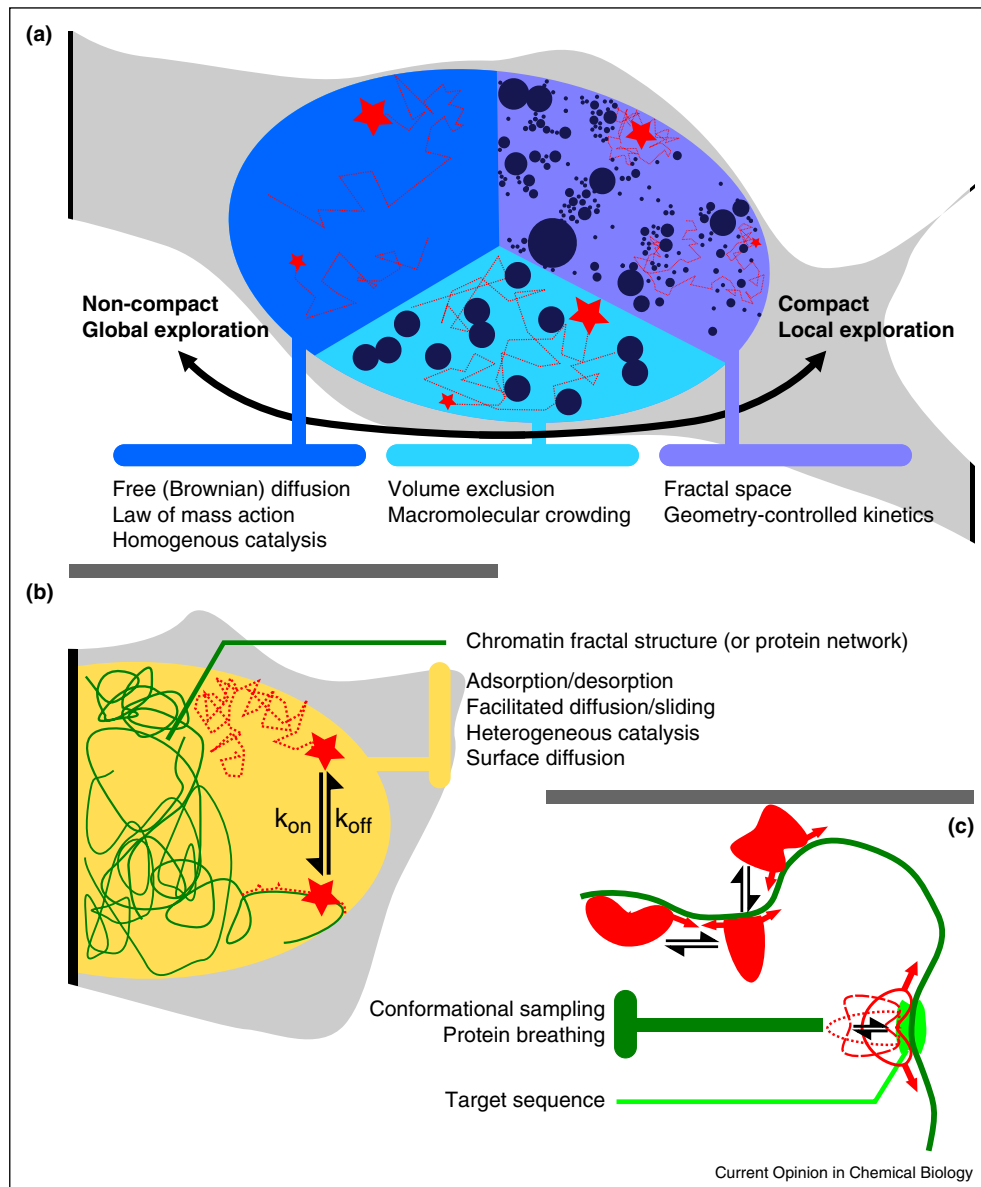 (a)
Non-compact
Global exploration
Compact
Local exploration
Free (Brownian) diffusion
Law of mass action
Homogenous catalysis
Volume exclusion
Macromolecular crowding
Fractal space
Geometry-controlled kinetics
(b)
Chromatin fractal structure (or protein network)
Adsorption/desorption
Facilitated diffusion/sliding
Heterogeneous catalysis
Surface diffusion
kon koff
(c)
Conformational sampling
Protein breathing
Target sequence
Current Opinion in Chemical Biology